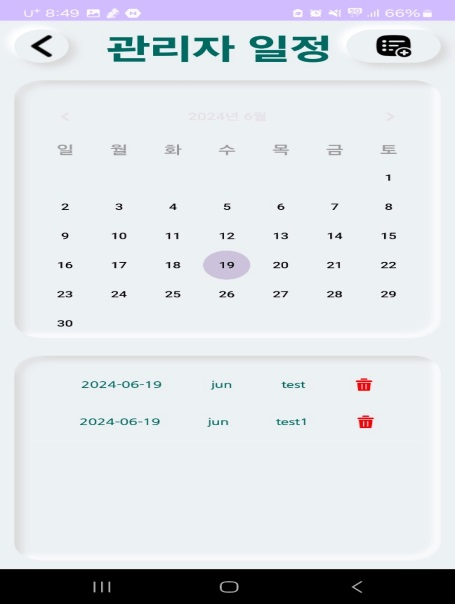 U+ 8:49 66%
관리자 일정
2024년 6월
일 월 화 수 목 금 토
1
2 3 4 5 6 7 8
9 10 11 12 13 14 15
16 17 18 19 20 21 22
23 24 25 26 27 28 29
30
2024-06-19 jun test
2024-06-19 jun test1